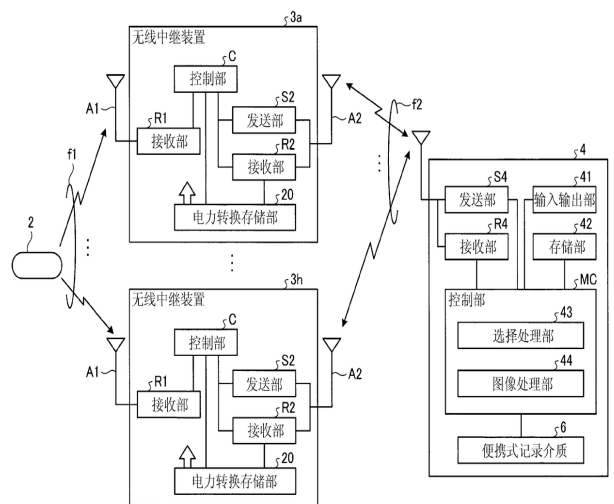 3a
无线中继装置
C
控制部
A1
R1
接收部
S2
发送部
R2
接收部
A2
20
电力转换存储部
f1
2
f2
4
S4
发送部
R4
接收部
41
输入输出部
42
存储部
MC
控制部
43
选择处理部
44
图像处理部
6
便携式记录介质
3h
无线中继装置
C
控制部
A1
R1
接收部
S2
发送部
R2
接收部
A2
20
电力转换存储部